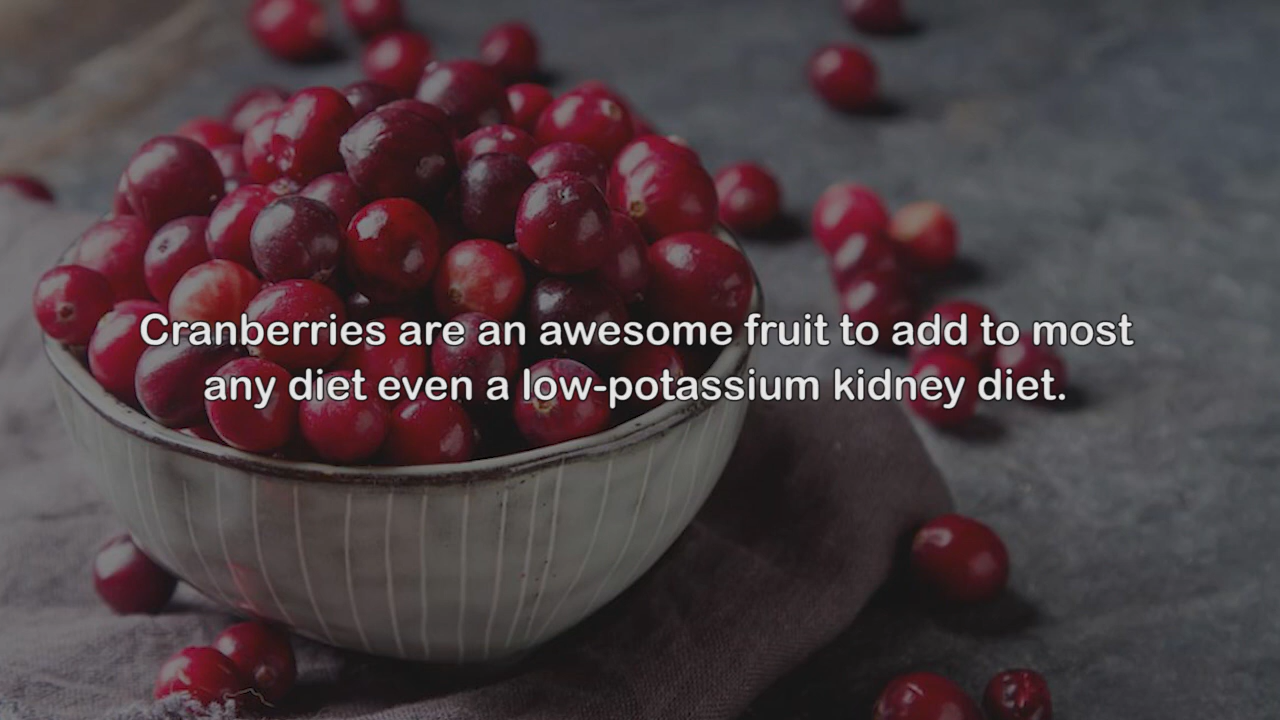 Cranberries are an awesome fruit to add to most
any diet even a low-potassium kidney diet.